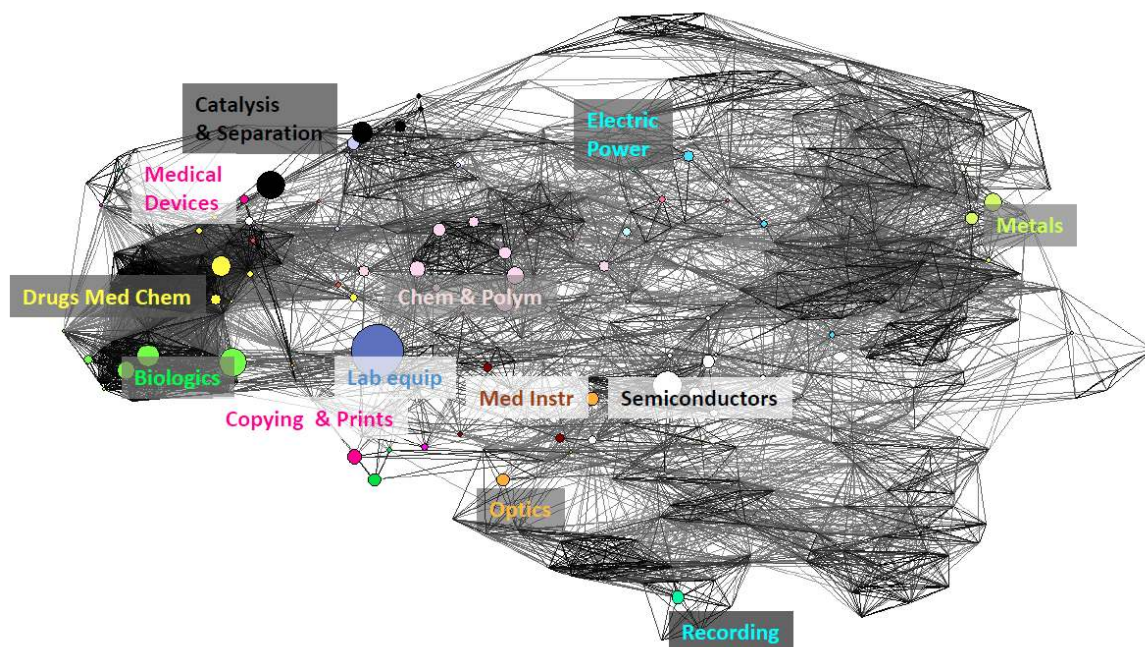 Catalysis
& Separation
Electric
Power
Medical
Devices
Metals
Drugs Med Chem
Chem & Polym
Biologics
Lab equip
Med Instr
Semiconductors
Copying & Prints
Optics
Recording